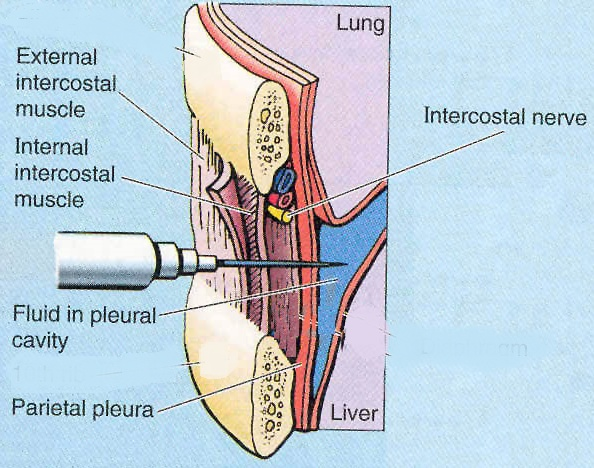 Lung
External
intercostal
muscle
Intercostal nerve
Internal
intercostal
muscle
Fluid in pleural
cavity
Parietal pleura
Liver